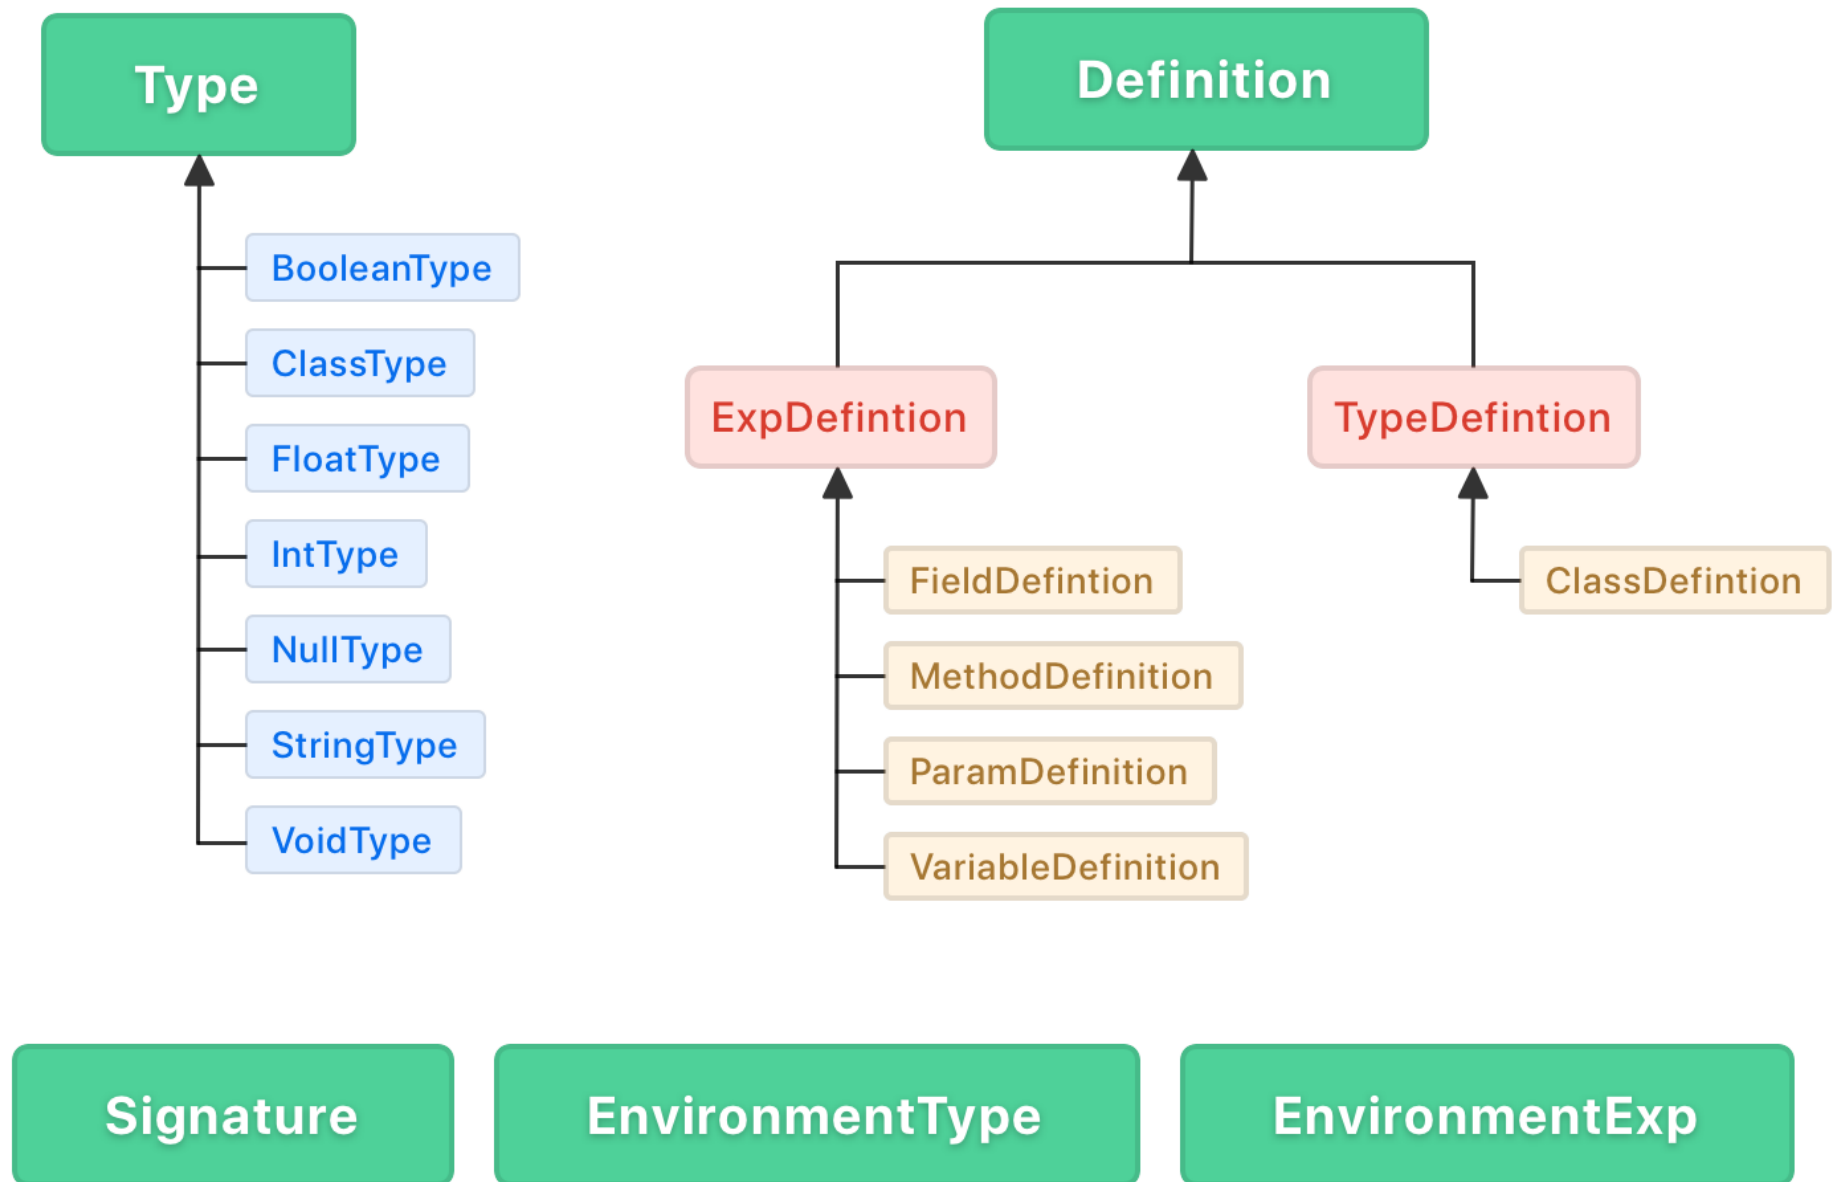 Type
BooleanType
ClassType
FloatType
IntType
NullType
StringType
VoidType
Definition
ExpDefintion
FieldDefintion
MethodDefinition
ParamDefinition
VariableDefinition
TypeDefintion
ClassDefintion
Signature
EnvironmentType
EnvironmentExp